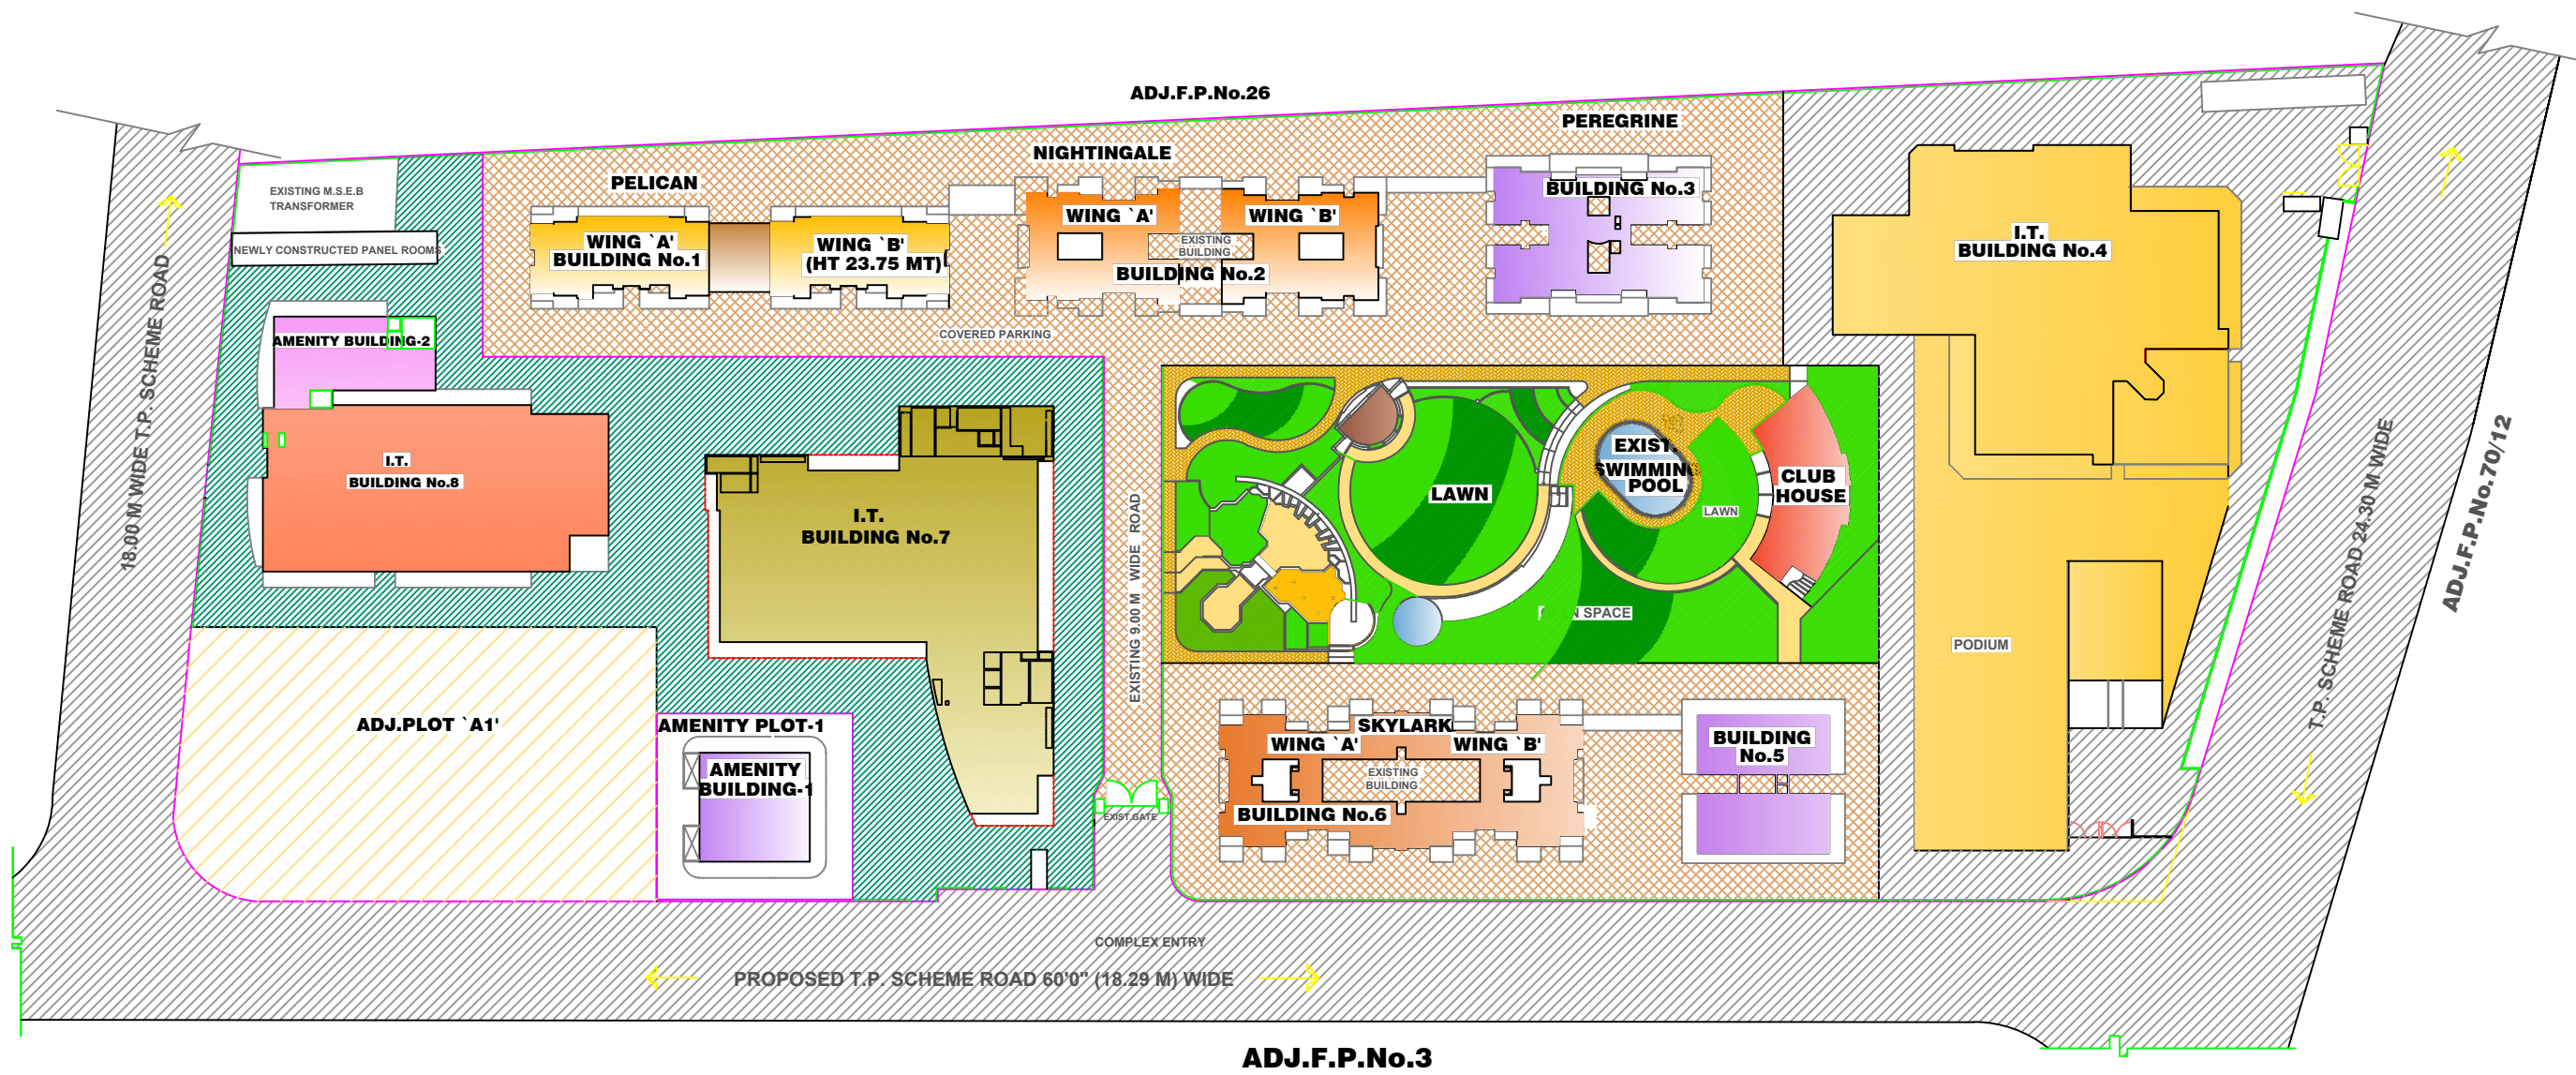 ADJ.F.P.No.26
PEREGRINE
NIGHTINGALE
PELICAN
EXISTING M.S.E.B
TRANSFORMER
NEWLY CONSTRUCTED PANEL ROOMS
18.00 M WIDE T.P. SCHEME ROAD
WING `A'
BUILDING No.1
WING `B'
(HT 23.75 MT)
WING `A'
WING `B'
EXISTING
BUILDING
BUILDING No.2
BUILDING No.3
I.T.
BUILDING No.4
COVERED PARKING
AMENITY BUILDING-2
I.T.
BUILDING No.8
I.T.
BUILDING No.7
EXISTING 9.00 M WIDE ROAD
LAWN
EXIST.
SWIMMING
POOL
LAWN
CLUB
HOUSE
OPEN SPACE
PODIUM
T.P. SCHEME ROAD 24.30 M WIDE
ADJ.F.P.No.70/12
ADJ.PLOT `A1'
AMENITY PLOT-1
AMENITY
BUILDING-1
SKYLARK
WING `A'
WING `B'
EXISTING
BUILDING
BUILDING No.6
BUILDING
No.5
EXIST.GATE
COMPLEX ENTRY
PROPOSED T.P. SCHEME ROAD 60'0" (18.29 M) WIDE
ADJ.F.P.No.3